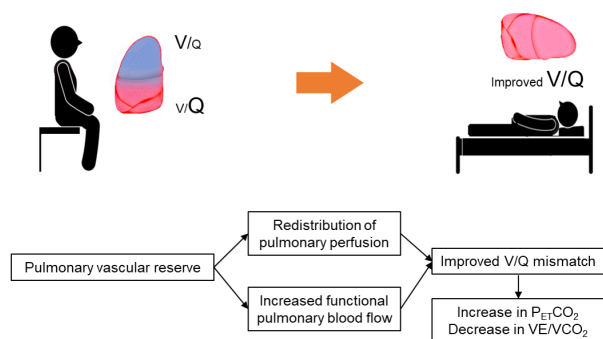 V/Q
V/Q
Improved V/Q
Redistribution of
pulmonary perfusion
Pulmonary vascular reserve
Improved V/Q mismatch
Increased functional
pulmonary blood flow
Increase in PETCO2
Decrease in VE/VCO2